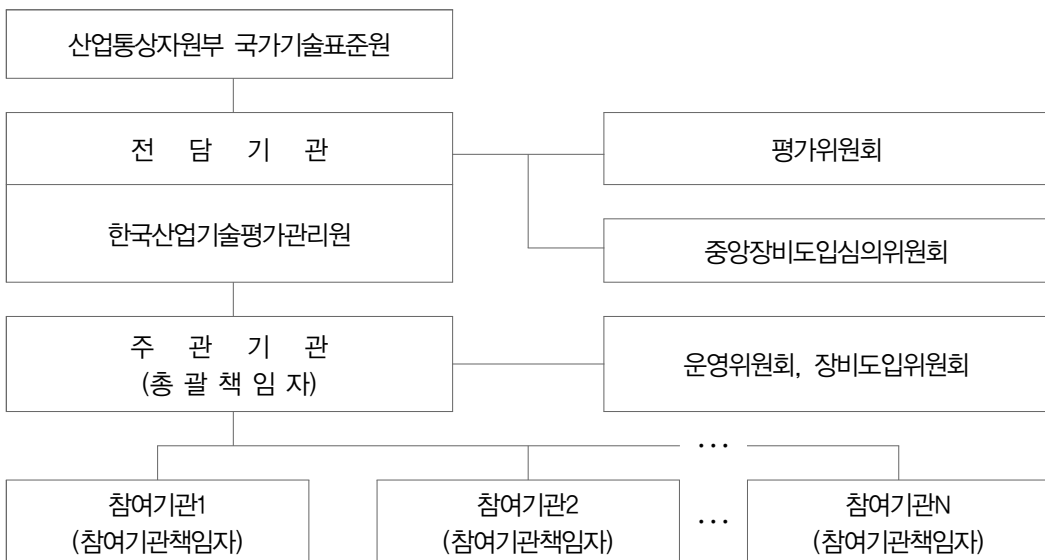 산업통상자원부 국가기술표준원
전 담 기 관
평가위원회
한국산업기술평가관리원
중앙장비도입심의위원회
주 관 기 관
(총 괄 책 임 자)
운영위원회, 장비도입위원회
…
참여기관1
(참여기관책임자)
참여기관2
(참여기관책임자)
…
참여기관N
(참여기관책임자)